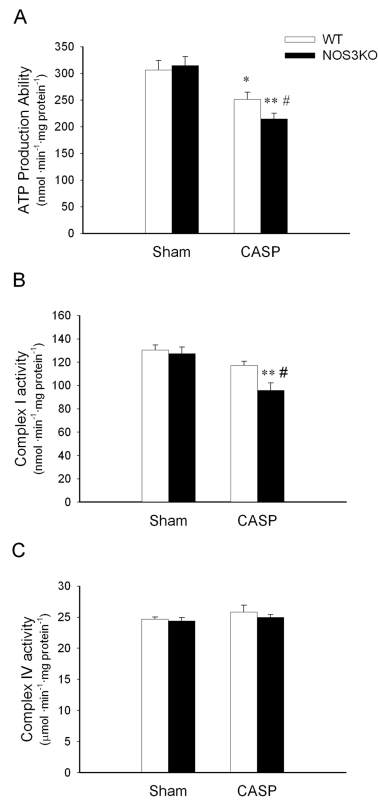 A
WT
NOS3KO
ATP Production Ability
(nmol ·min-1·mg protein-1)
350
300
250
200
150
100
50
0
*
** #
Sham
CASP
B
Complex I activity
(nmol ·min-1·mg protein-1)
160
140
120
100
80
60
40
20
0
** #
Sham
CASP
C
Complex IV activity
(μmol ·min-1·mg protein-1)
30
25
20
15
10
5
0
Sham
CASP